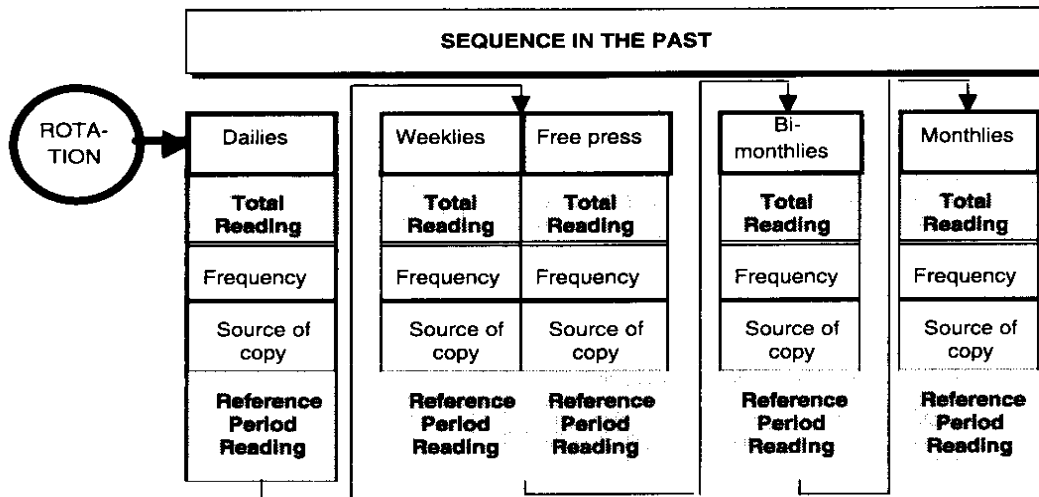 SEQUENCE IN THE PAST
ROTA-
TION
Dailies
Weeklies
Free press
Bi-
monthlies
Monthlies
Total
Reading
Total
Reading
Total
Reading
Total
Reading
Total
Reading
Frequency
Frequency
Frequency
Frequency
Frequency
Source of
copy
Source of
copy
Source of
copy
Source of
copy
Source of
copy
Reference
Period
Reading
Reference
Period
Reading
Reference
Period
Reading
Reference
Period
Reading
Reference
Period
Reading